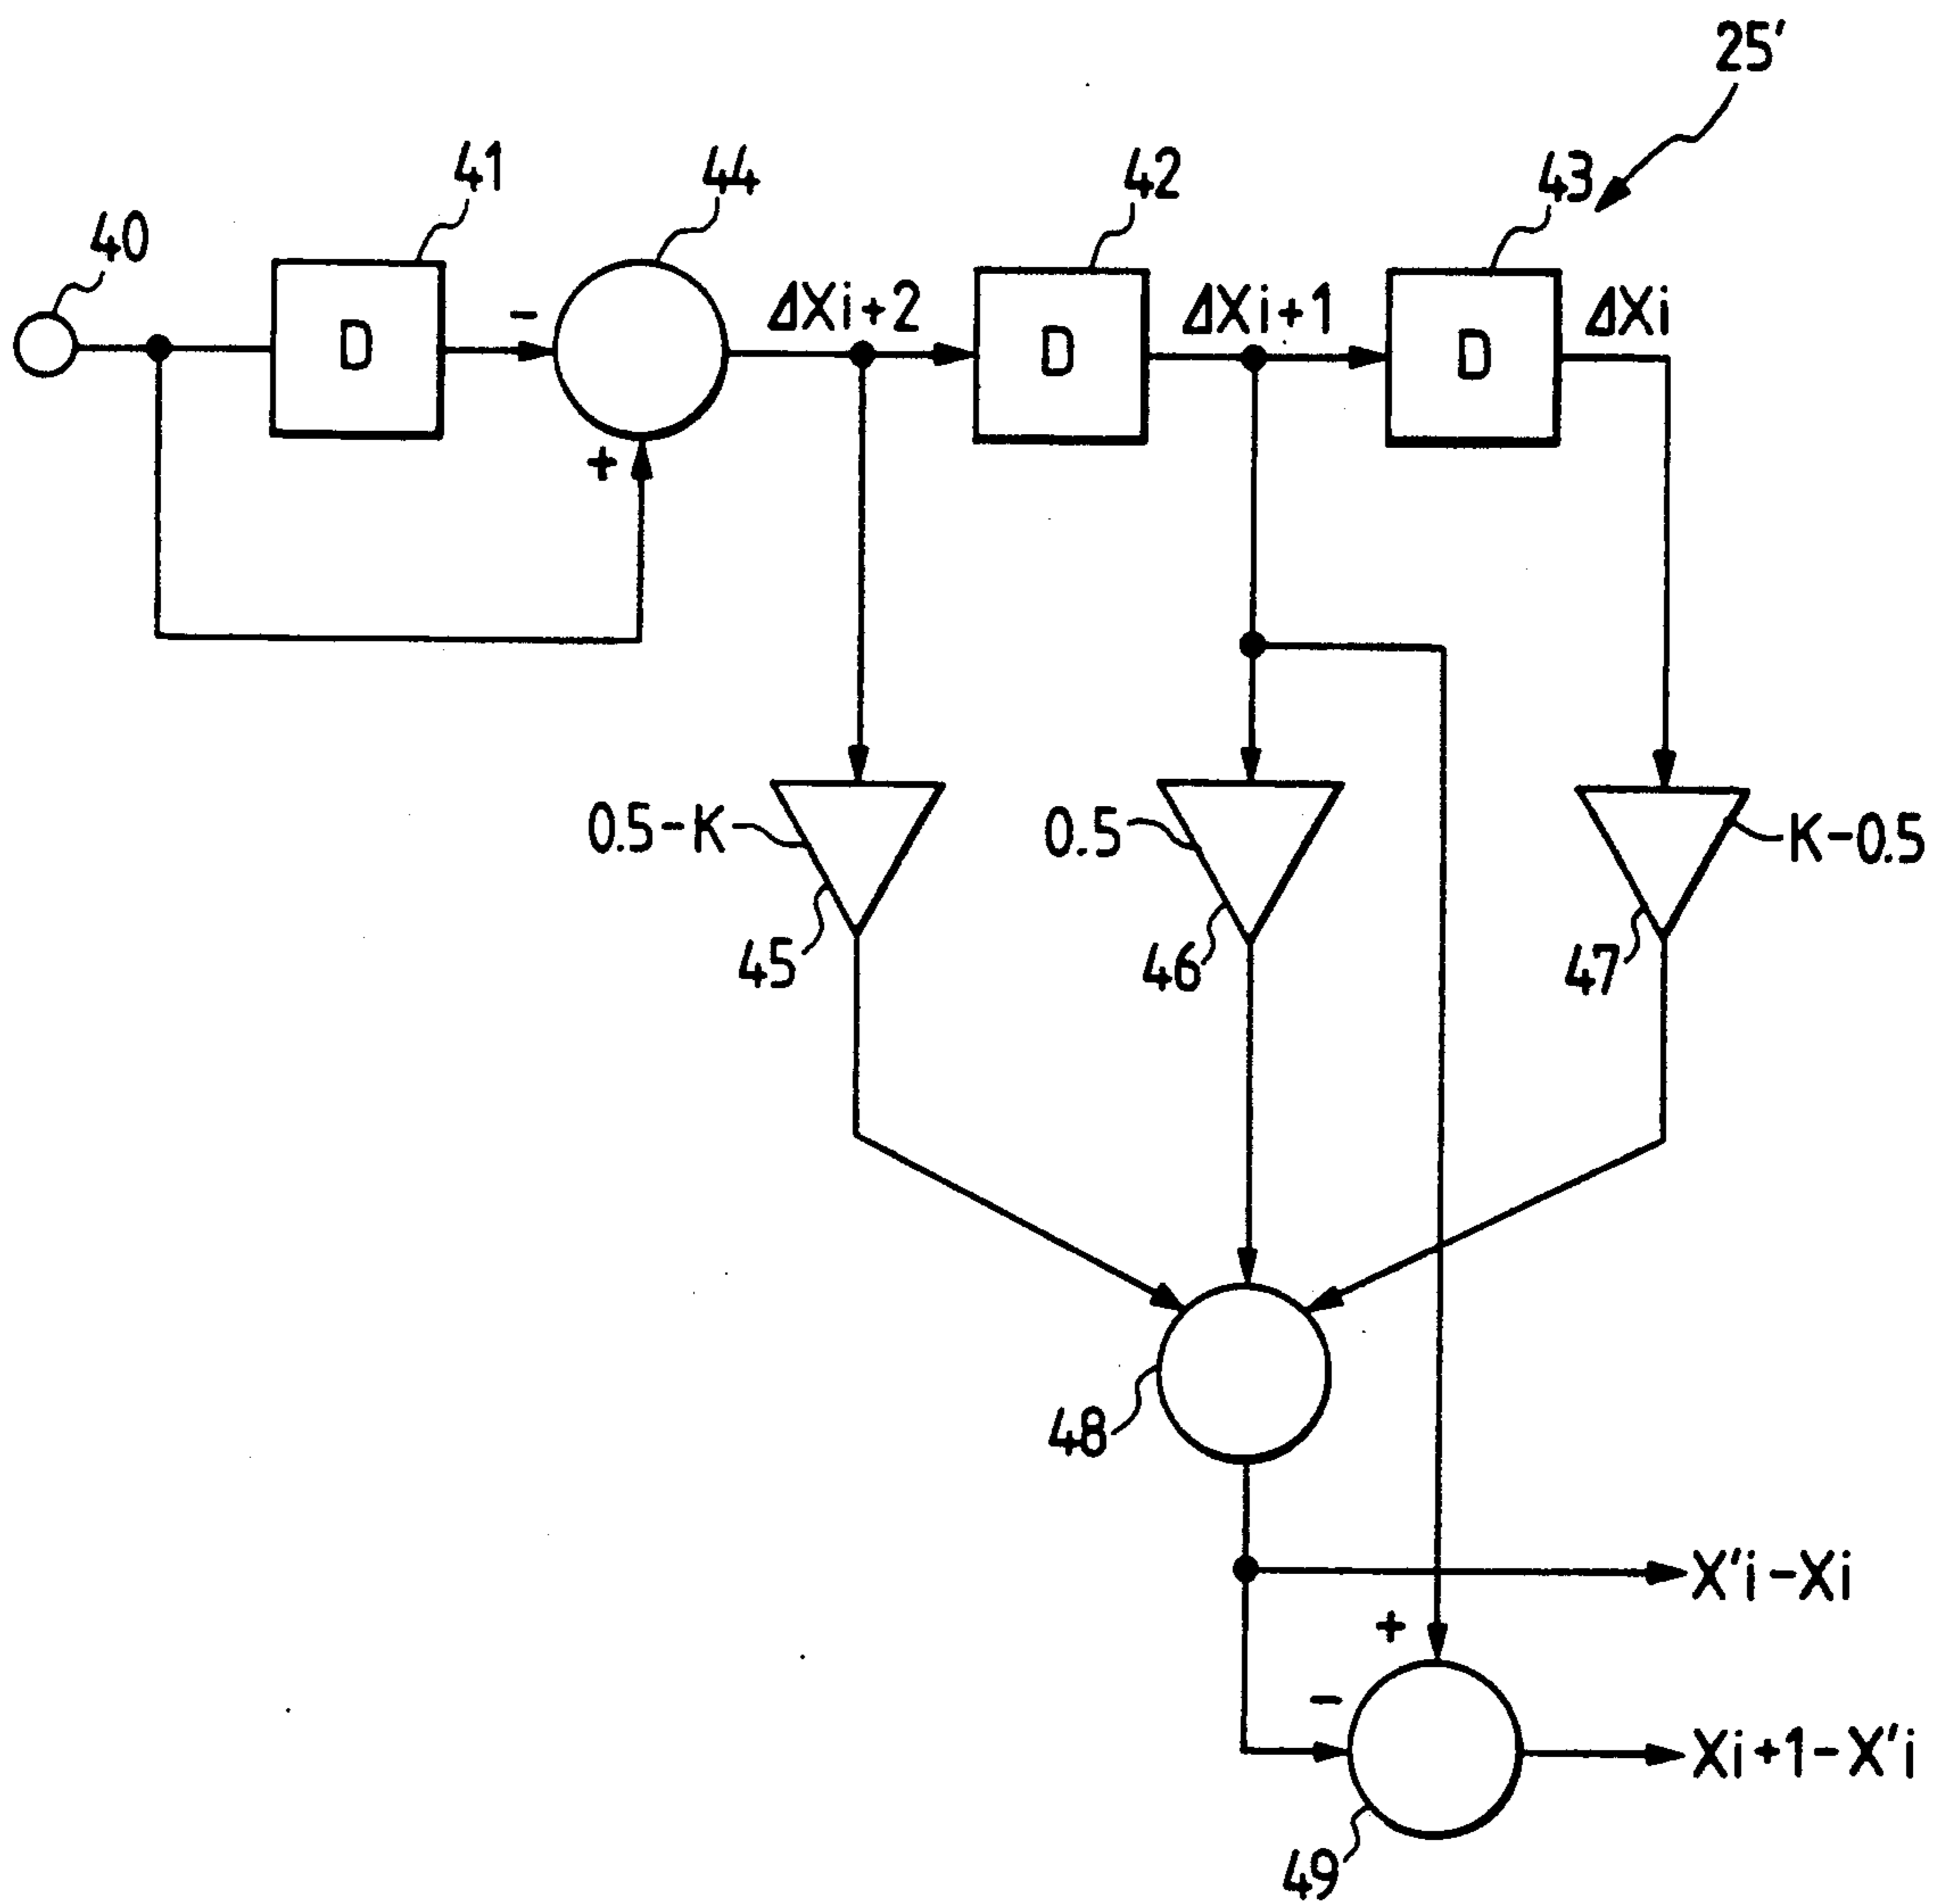 25'
41
44
42
43
40
D
-
ΔXi+2
D
ΔXi+1
D
ΔXi
+
0.5-K
0.5
K-0.5
45
46
47
48
X'i-Xi
+
-
Xi+1-X'i
49